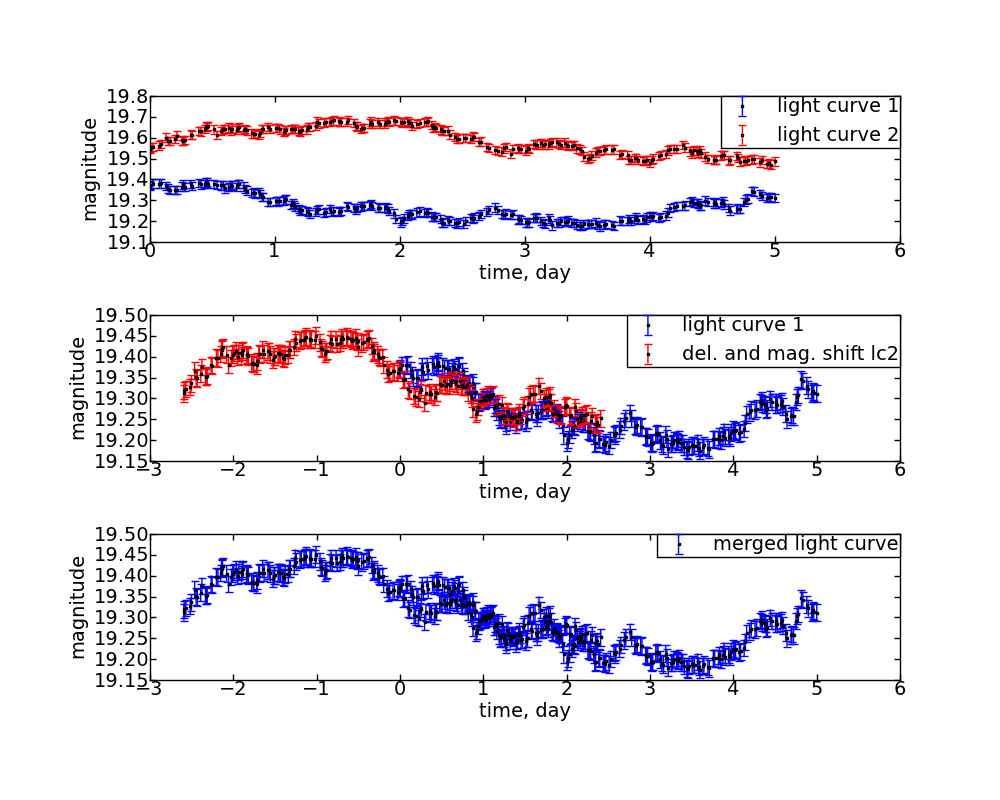 19.8
19.7
19.6
19.5
19.4
19.3
19.2
19.1
magnitude
light curve 1
light curve 2
0 1 2 3 4 5 6
time, day
19.50
19.45
19.40
19.35
19.30
19.25
19.20
19.15
magnitude
light curve 1
del. and mag. shift lc2
−3 −2 −1 0 1 2 3 4 5 6
time, day
19.50
19.45
19.40
19.35
19.30
19.25
19.20
19.15
magnitude
merged light curve
−3 −2 −1 0 1 2 3 4 5 6
time, day